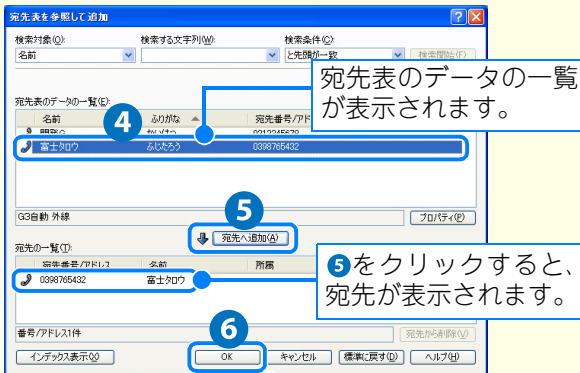 宛先表を参照して追加
検索対象(O):
検索する文字列(W):
検索条件(C):
名前
と先頭が一致
検索開始(F)
宛先表のデータの一覧
が表示されます。
宛先表のデータの一覧(E):
名前 ふりがな 宛先番号/アドレス
4
富士タロウ ふじたろう 0398765432
5
G3自動 外線
プロパティ(P)
宛先へ追加(A)
宛先の一覧(T):
宛先番号/アドレス 名前 所属
0398765432 富士タロウ
5をクリックすると、
宛先が表示されます。
6
番号/アドレス1件
宛先から削除(V)
インデックス表示(X)
OK
キャンセル
標準に戻す(D)
ヘルプ(H)